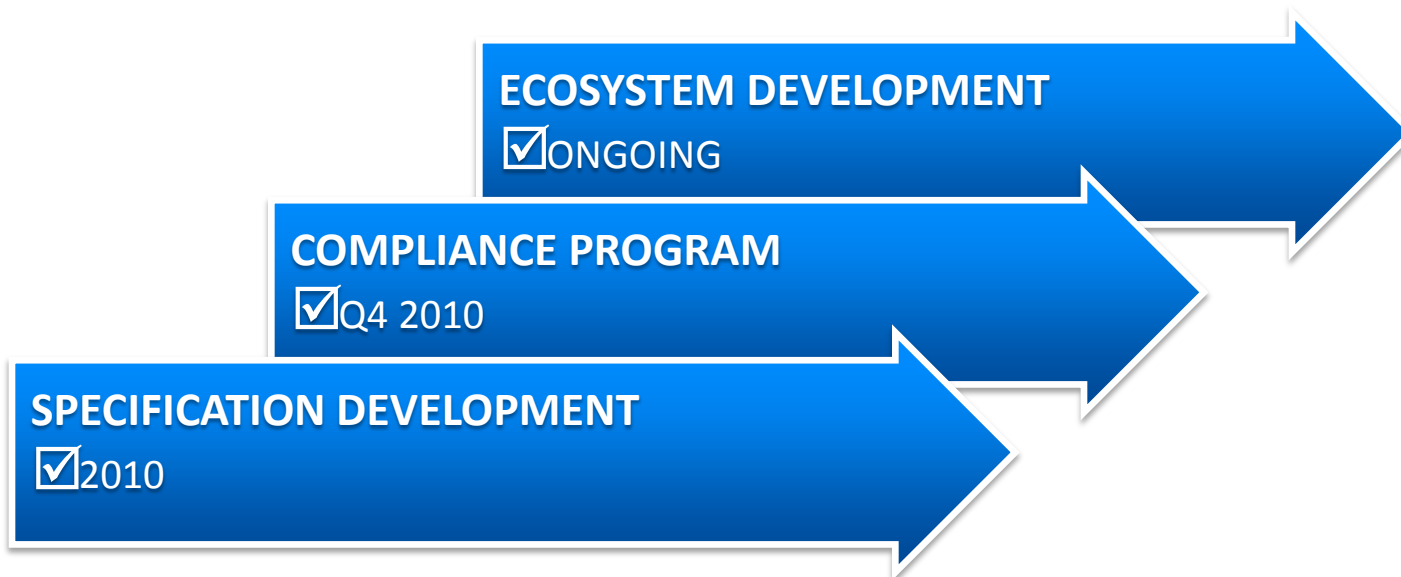 ECOSYSTEM DEVELOPMENT
☑ONGOING
COMPLIANCE PROGRAM
☑Q4 2010
SPECIFICATION DEVELOPMENT
☑2010